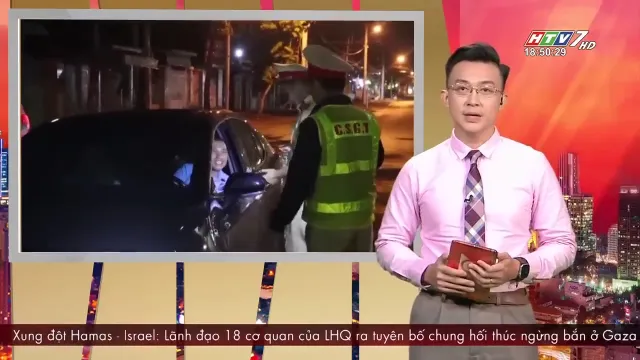 HTV7 HD
18:50:29
C.S.G.T
Xung đột Hamas - Israel: Lãnh đạo 18 cơ quan của LHQ ra tuyên bố chung hối thúc ngừng bắn ở Gaza